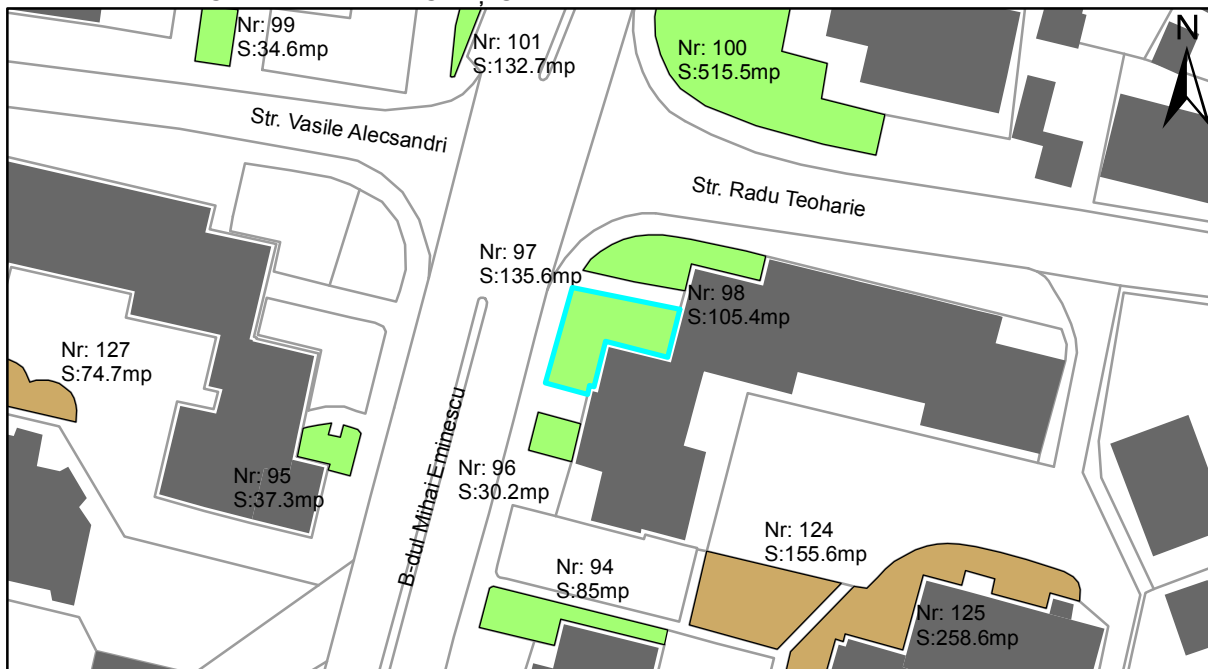 Nr: 99
S:34.6mp
Nr: 101
S:132.7mp
Nr: 100
S:515.5mp
N
Str. Vasile Alecsandri
Str. Radu Teoharie
Nr: 97
S:135.6mp
Nr: 98
S:105.4mp
Nr: 127
S:74.7mp
B-dul Mihai Eminescu
Nr: 95
S:37.3mp
Nr: 96
S:30.2mp
Nr: 94
S:85mp
Nr: 124
S:155.6mp
Nr: 125
S:258.6mp